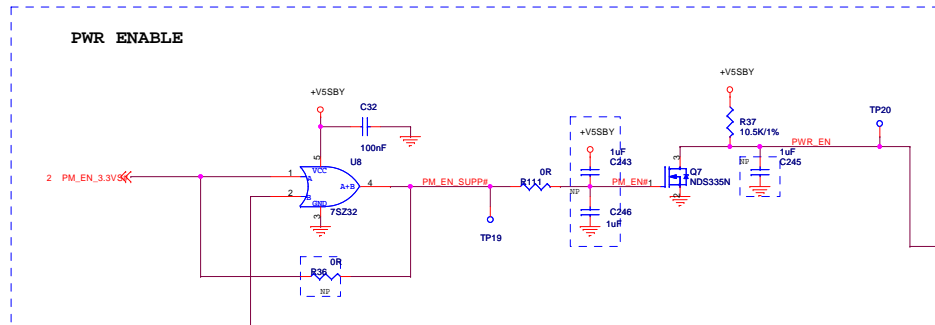 PWR ENABLE
+V5SBY
+V5SBY
C32
TP20
R37
10.5K/1%
+V5SBY
100nF
PWR_EN
5
U8
1uF
C243
3
1uF
C245
VCC
2 PM_EN_3.3VS
1
A
0R
Q7
NDS335N
A+B
4
PM_EN_SUPP#
R111
NP
PM_EN#
1
NP
2
B
GND
2
3
7SZ32
C246
1uF
TP19
0R
R36
NP